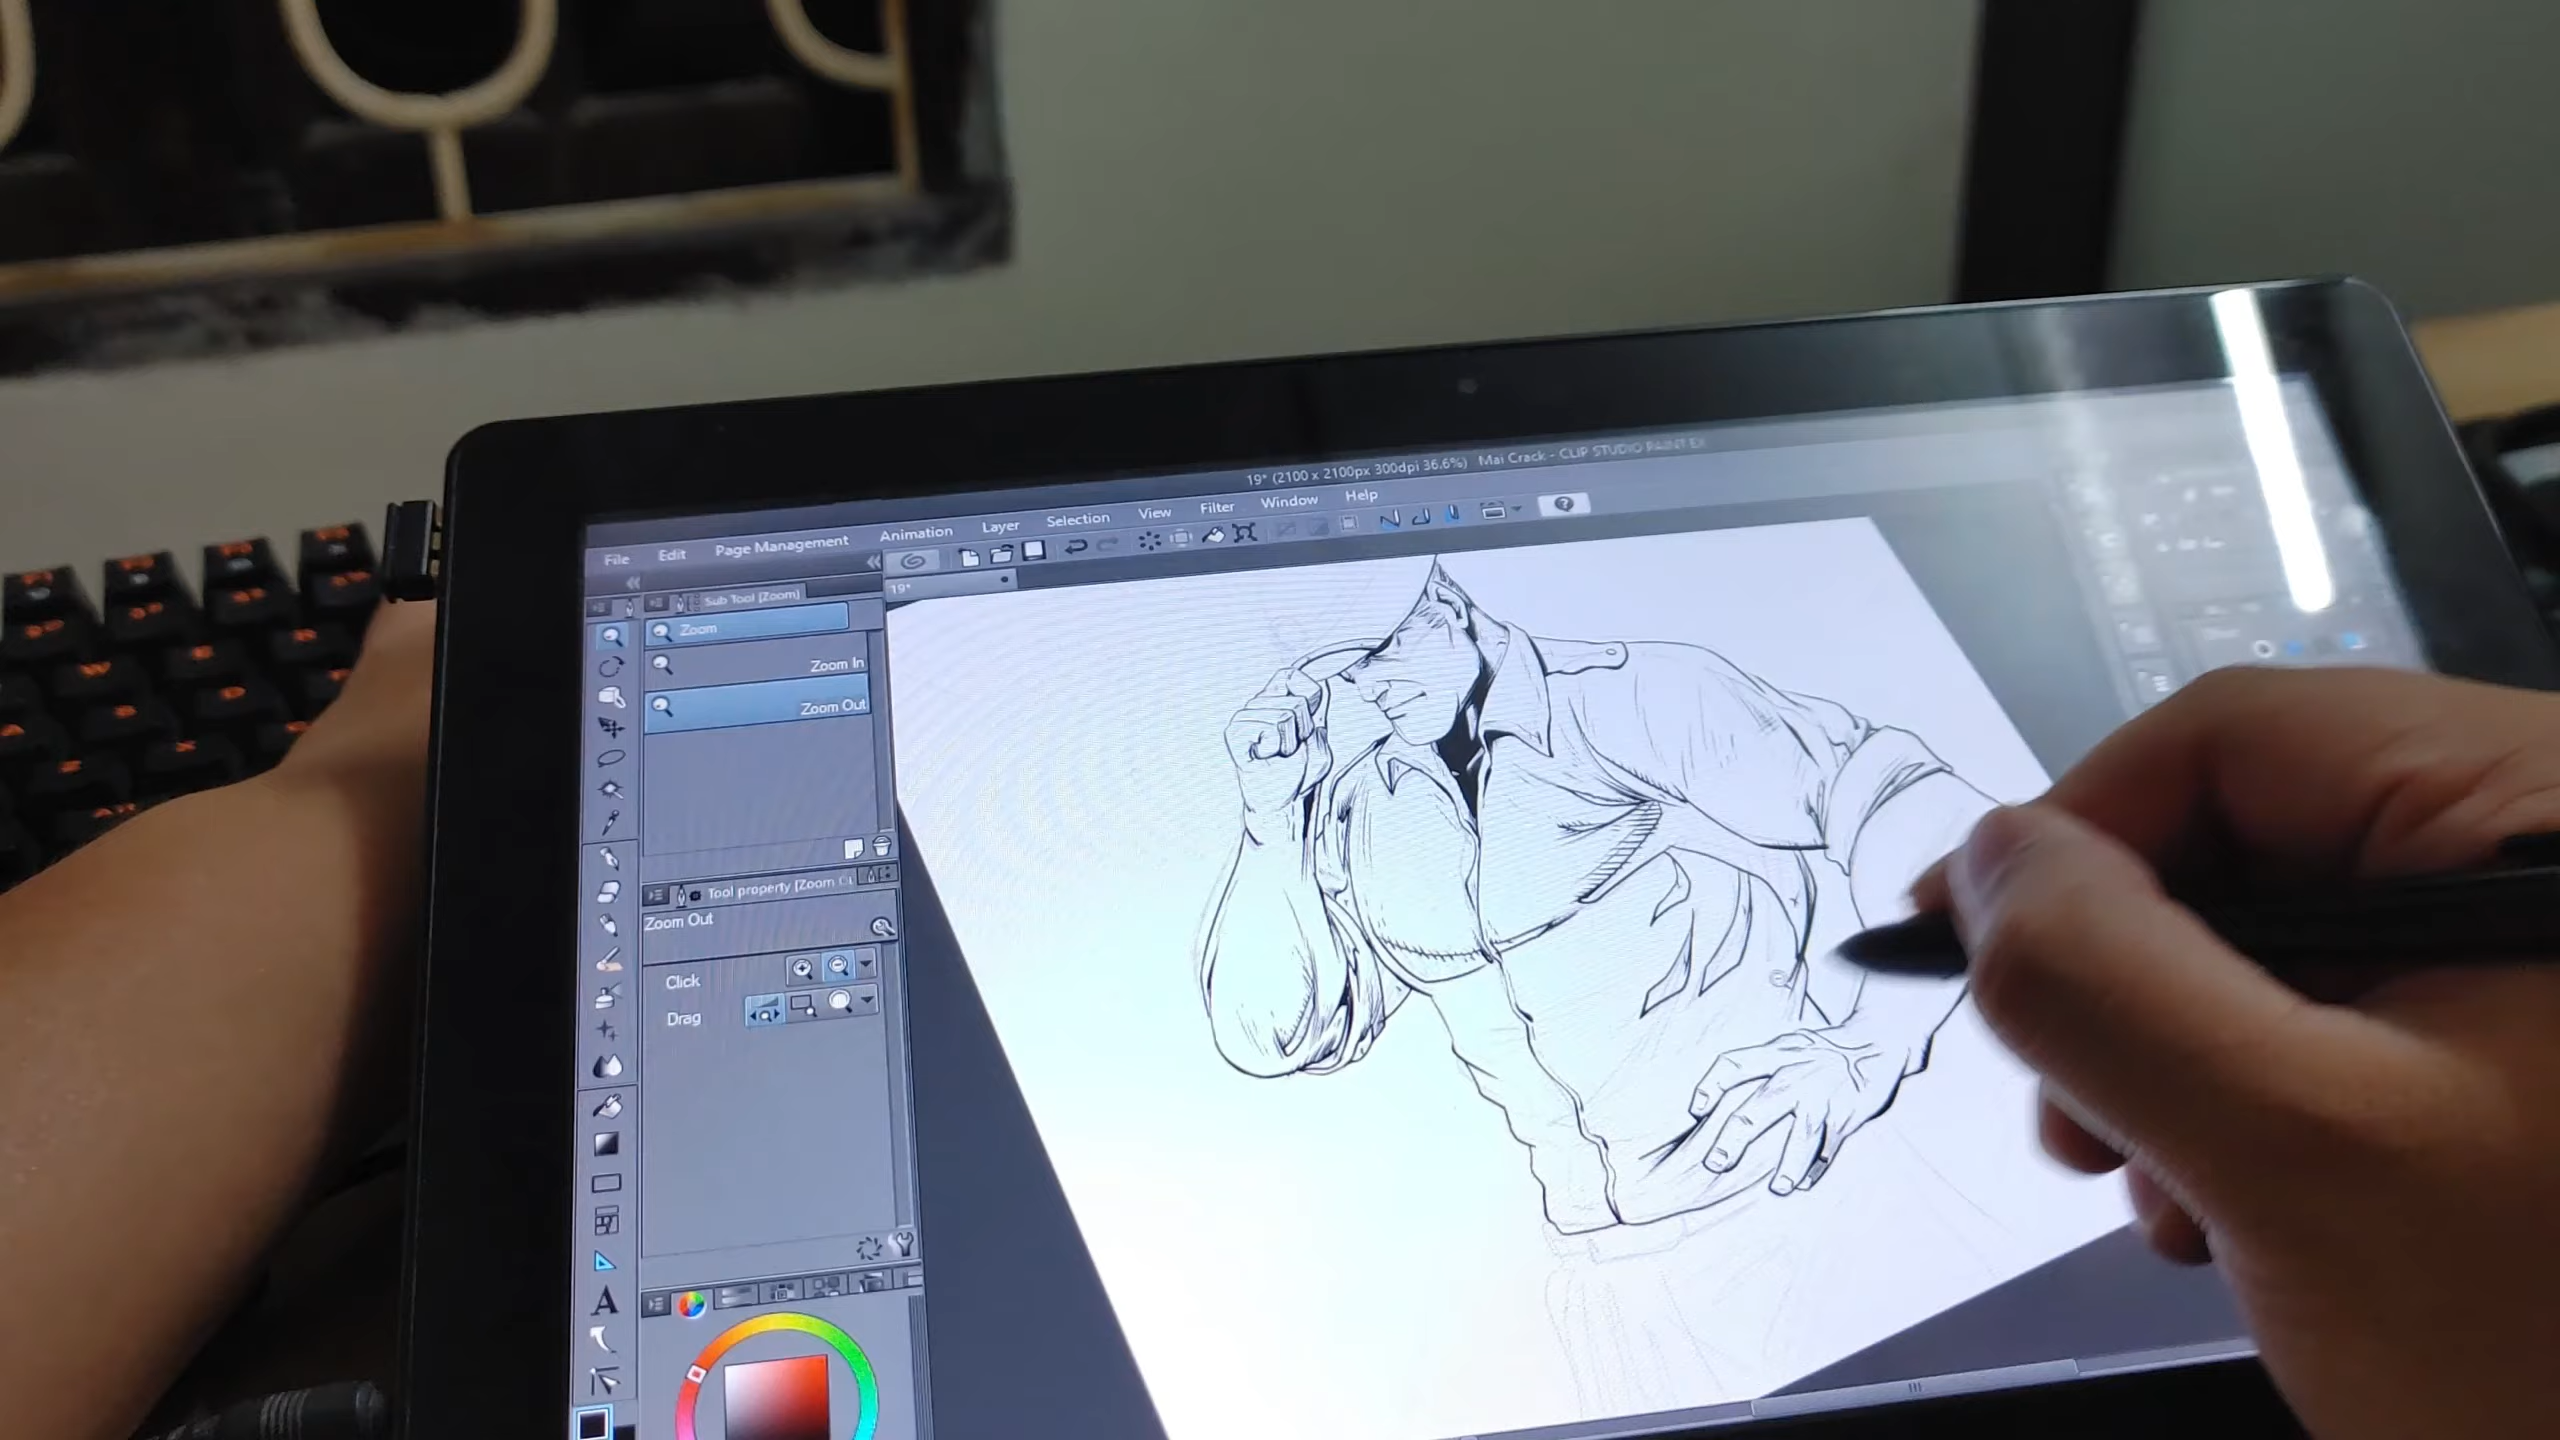 19* (2100 x 2100px 300dpi 36.6%) Mai Crack - CLIP STUDIO PAINT EX
File Edit Page Management Animation Layer Selection View Filter Window Help
19*
Sub Tool [Zoom]
Zoom
Zoom In
Zoom Out
Tool property [Zoom
Zoom Out
Click
Drag
A